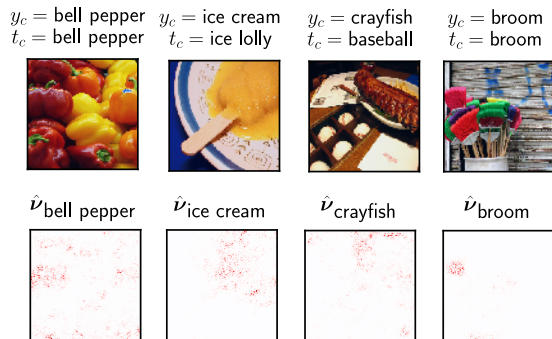 y_c = bell pepper
t_c = bell pepper
y_c = ice cream
t_c = ice lolly
y_c = crayfish
t_c = baseball
y_c = broom
t_c = broom
ν̂_bell pepper
ν̂_ice cream
ν̂_crayfish
ν̂_broom